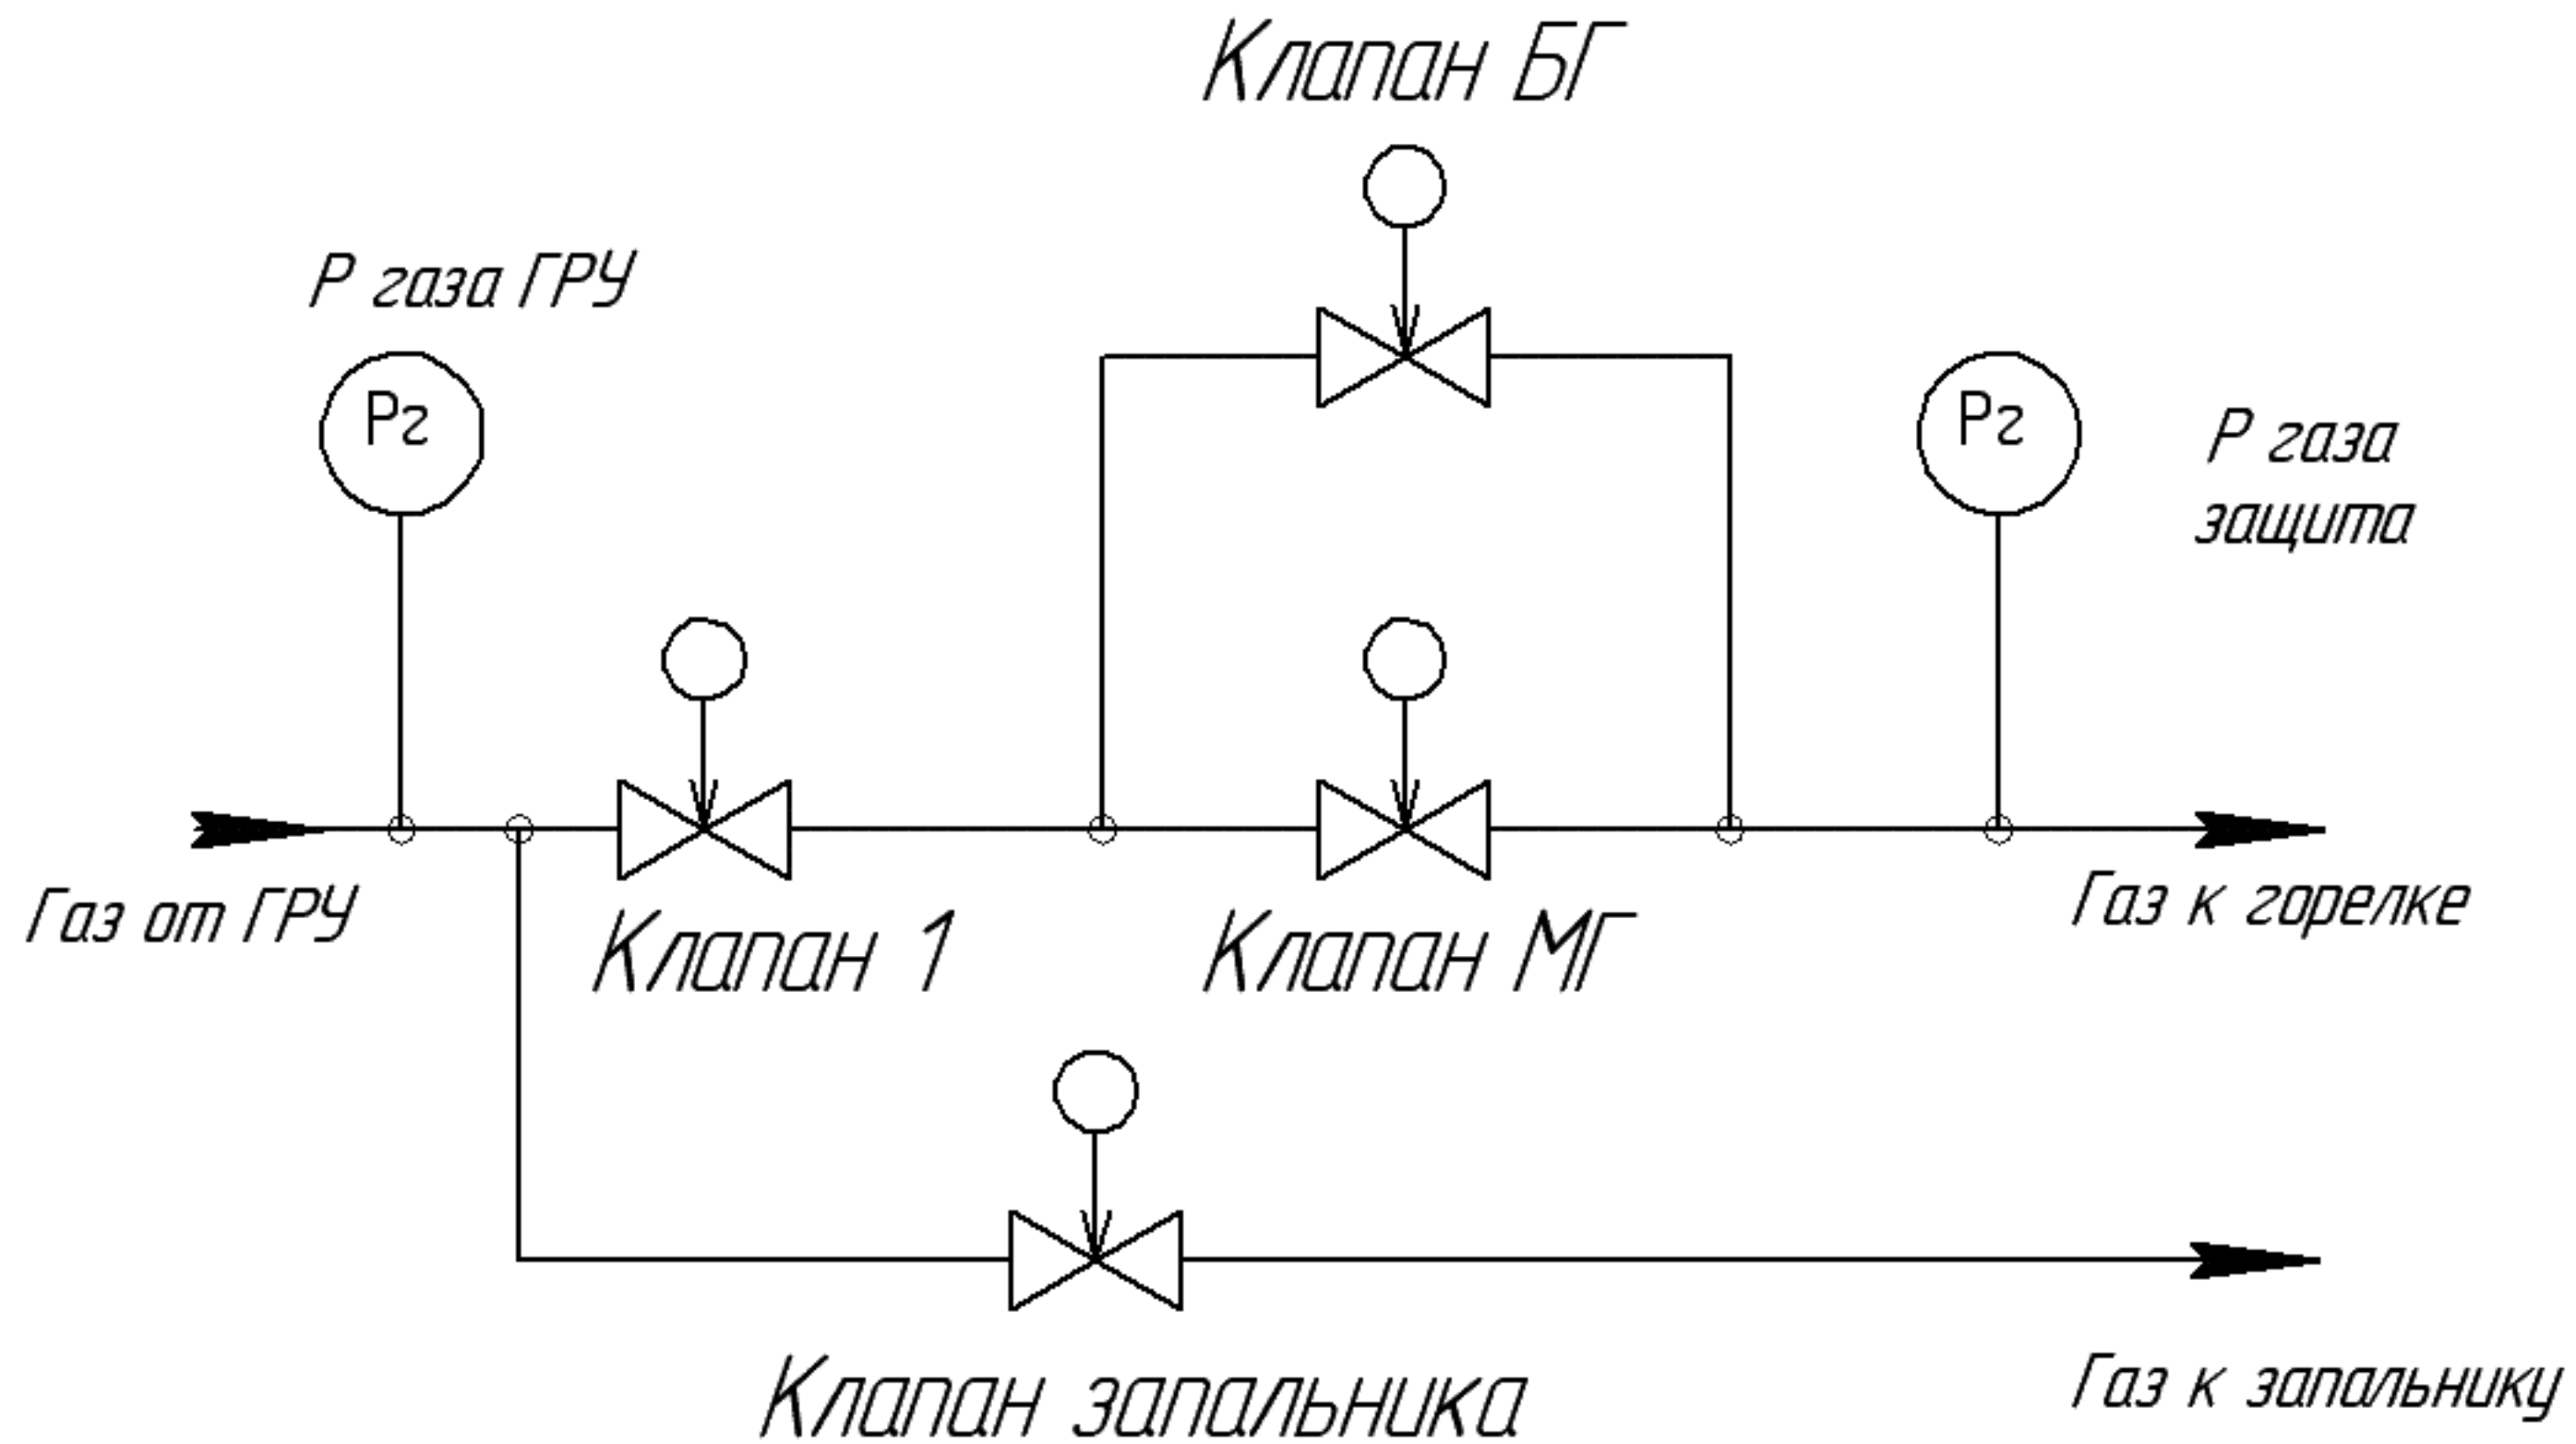 Клапан БГ
Р газа ГРУ
Рг
Рг
Р газа
защита
Газ от ГРУ
Клапан 1
Клапан МГ
Газ к горелке
Клапан запальника
Газ к запальнику